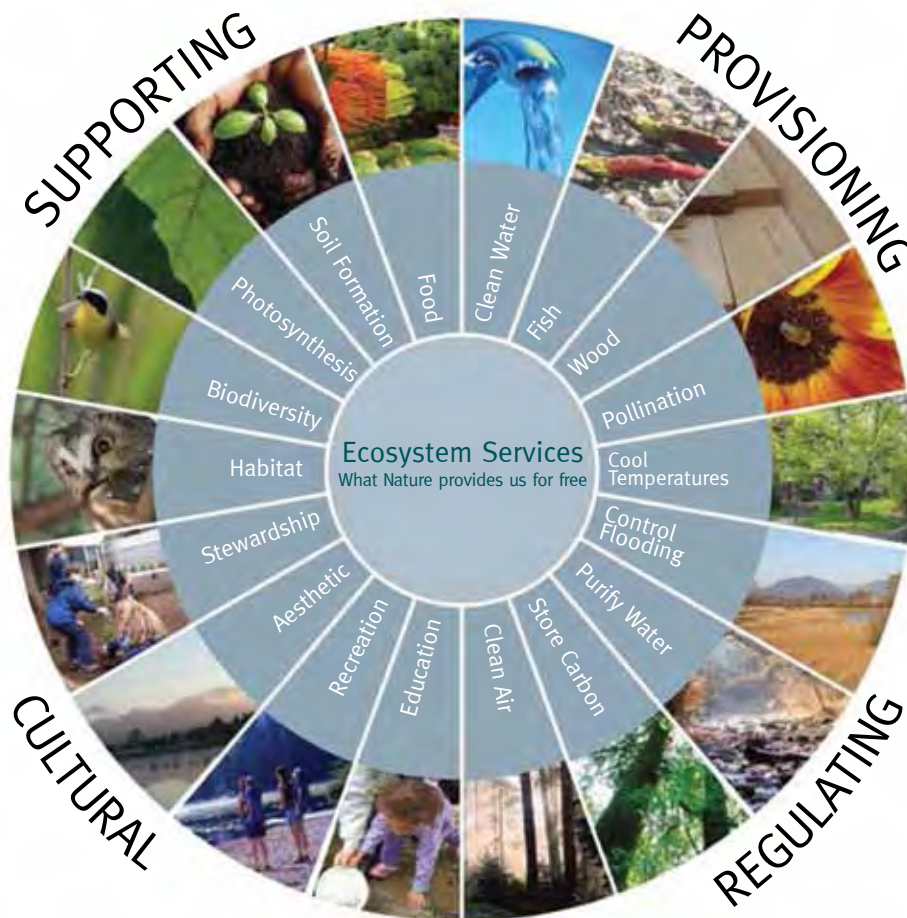 SUPPORTING
PROVISIONING
REGULATING
CULTURAL
Ecosystem Services
What Nature provides us for free
Clean Water
Fish
Wood
Pollination
Cool
Temperatures
Control
Flooding
Purify Water
Store Carbon
Clean Air
Education
Recreation
Aesthetic
Stewardship
Habitat
Biodiversity
Photosynthesis
Soil Formation
Food